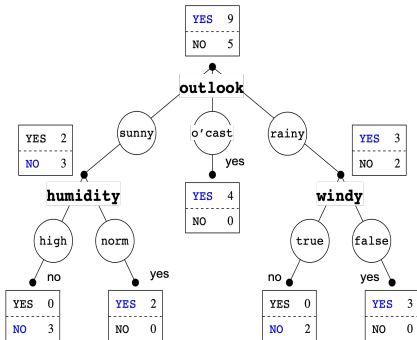 YES 9
NO 5
outlook
sunny
o'cast
rainy
yes
YES 2
NO 3
YES 3
NO 2
humidity
YES 4
NO 0
windy
high
norm
true
false
no
yes
no
yes
YES 0
NO 3
YES 2
NO 0
YES 0
NO 2
YES 3
NO 0